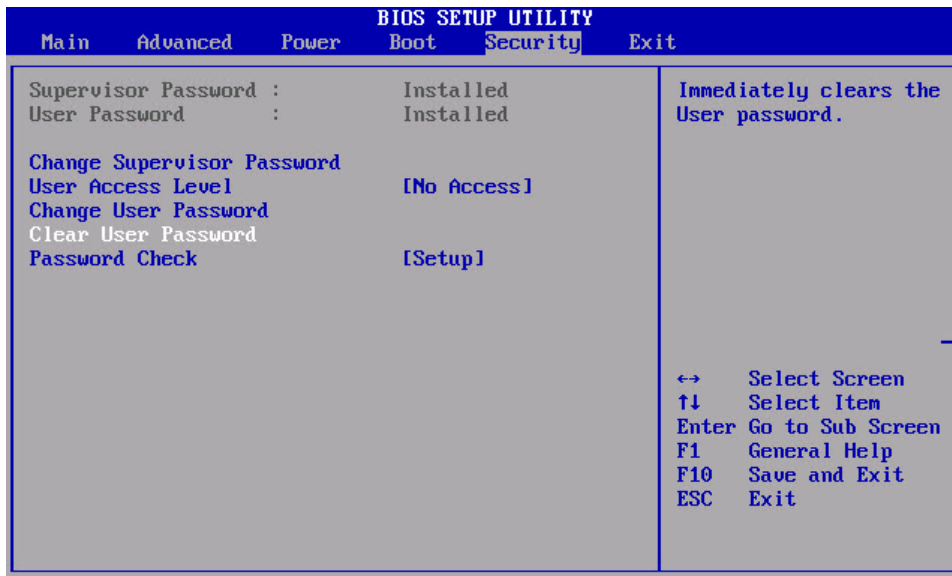 BIOS SETUP UTILITY
Main Advanced Power Boot Security Exit
Supervisor Password : Installed
User Password : Installed
Change Supervisor Password
User Access Level [No Access]
Change User Password
Clear User Password
Password Check [Setup]
Immediately clears the
User password.
←→ Select Screen
↑↓ Select Item
Enter Go to Sub Screen
F1 General Help
F10 Save and Exit
ESC Exit